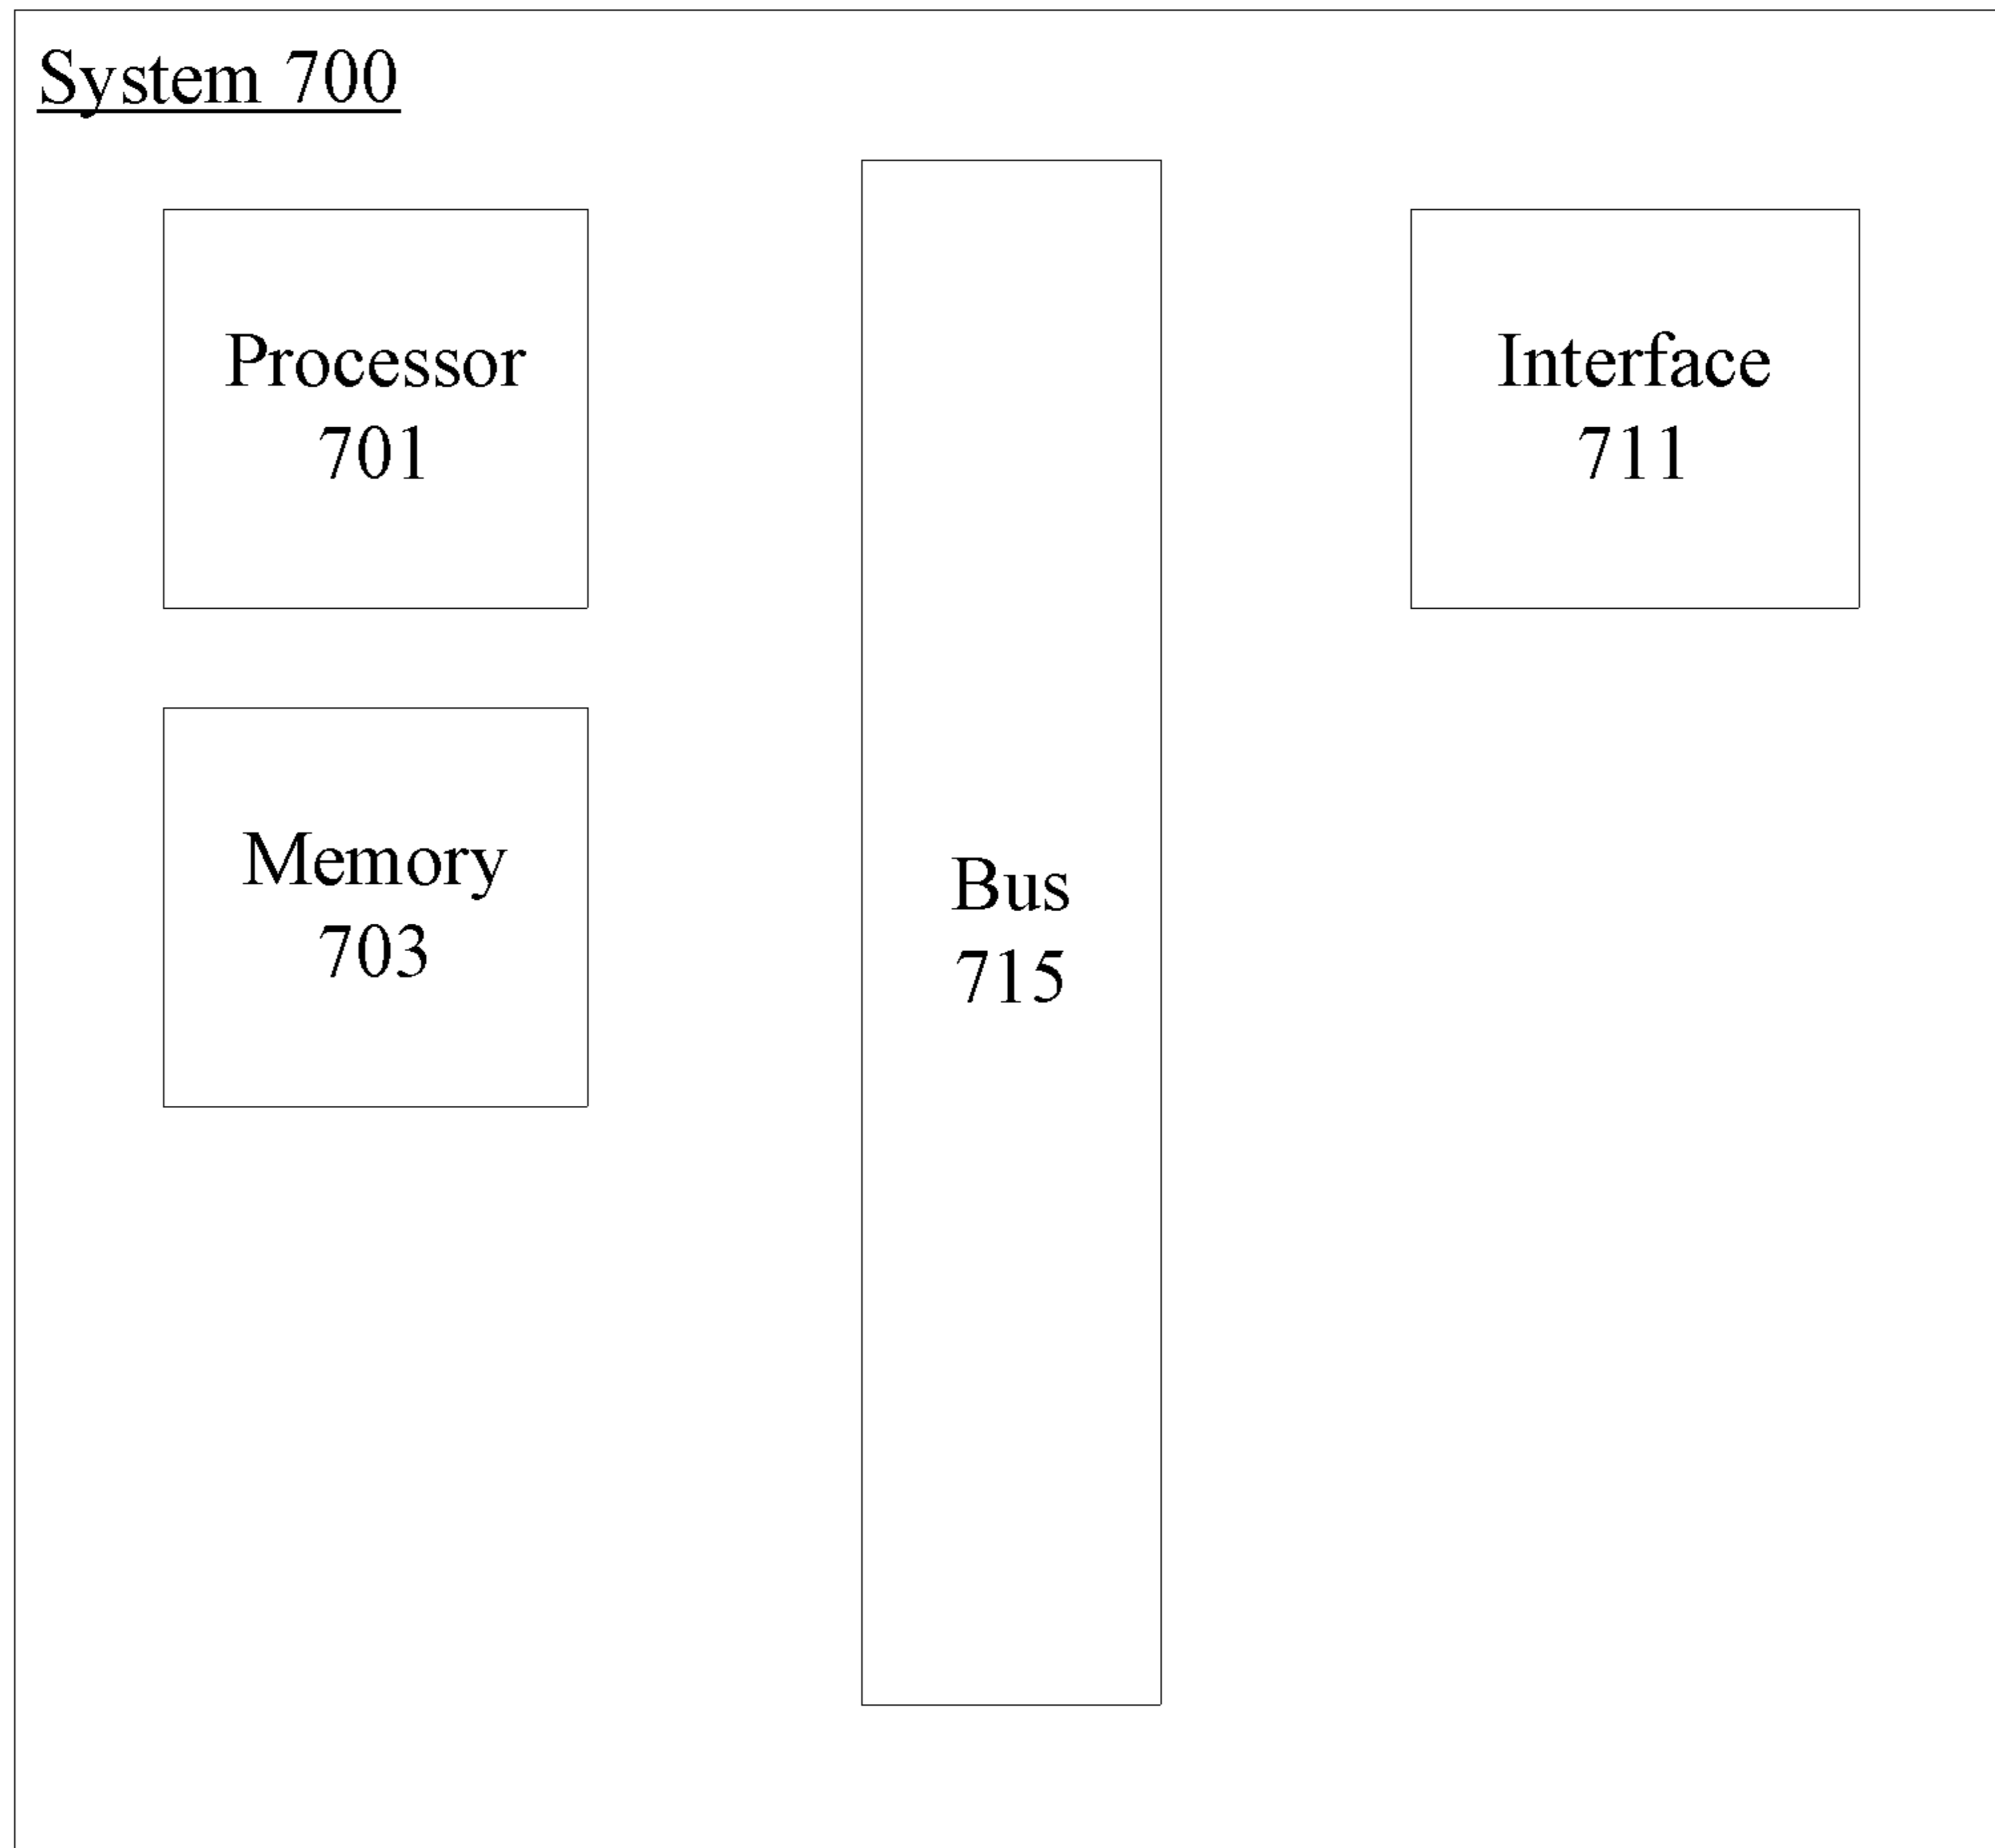 System 700
Processor
701
Interface
711
Memory
703
Bus
715